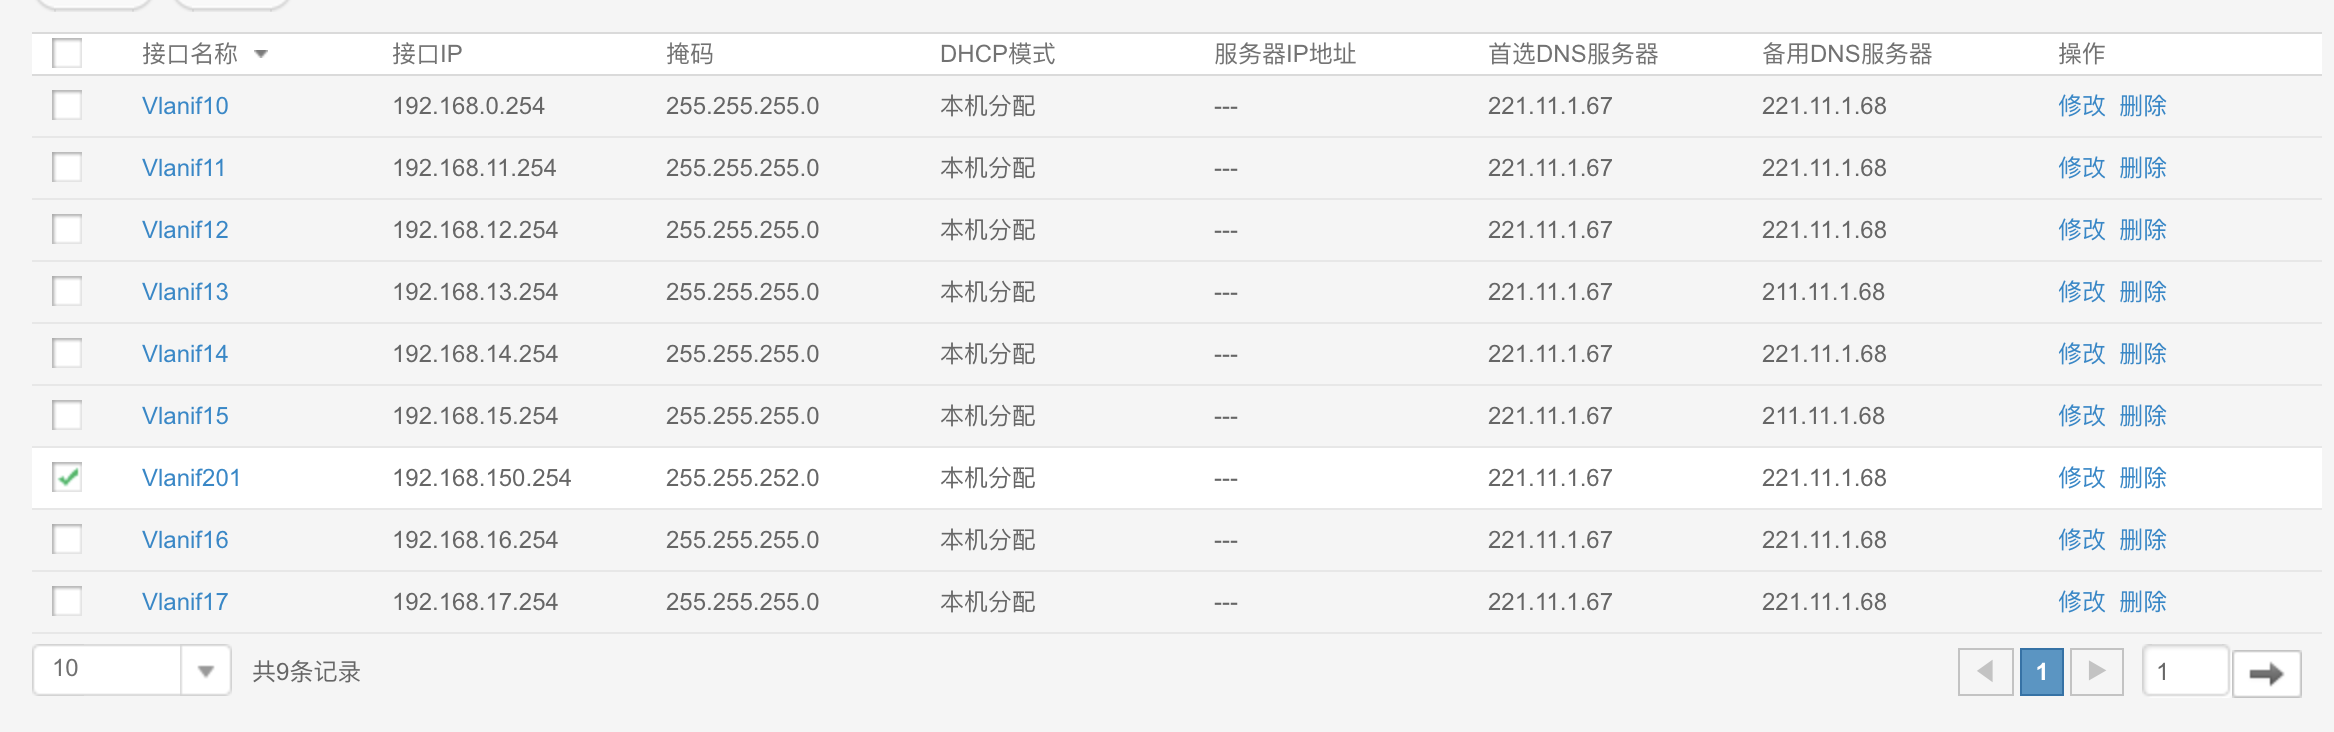 接口名称 接口IP 掩码 DHCP模式 服务器IP地址 首选DNS服务器 备用DNS服务器 操作
Vlanif10 192.168.0.254 255.255.255.0 本机分配 --- 221.11.1.67 221.11.1.68 修改 删除
Vlanif11 192.168.11.254 255.255.255.0 本机分配 --- 221.11.1.67 221.11.1.68 修改 删除
Vlanif12 192.168.12.254 255.255.255.0 本机分配 --- 221.11.1.67 221.11.1.68 修改 删除
Vlanif13 192.168.13.254 255.255.255.0 本机分配 --- 221.11.1.67 211.11.1.68 修改 删除
Vlanif14 192.168.14.254 255.255.255.0 本机分配 --- 221.11.1.67 221.11.1.68 修改 删除
Vlanif15 192.168.15.254 255.255.255.0 本机分配 --- 221.11.1.67 211.11.1.68 修改 删除
Vlanif201 192.168.150.254 255.255.252.0 本机分配 --- 221.11.1.67 221.11.1.68 修改 删除
Vlanif16 192.168.16.254 255.255.255.0 本机分配 --- 221.11.1.67 221.11.1.68 修改 删除
Vlanif17 192.168.17.254 255.255.255.0 本机分配 --- 221.11.1.67 221.11.1.68 修改 删除
10 共9条记录 1 1